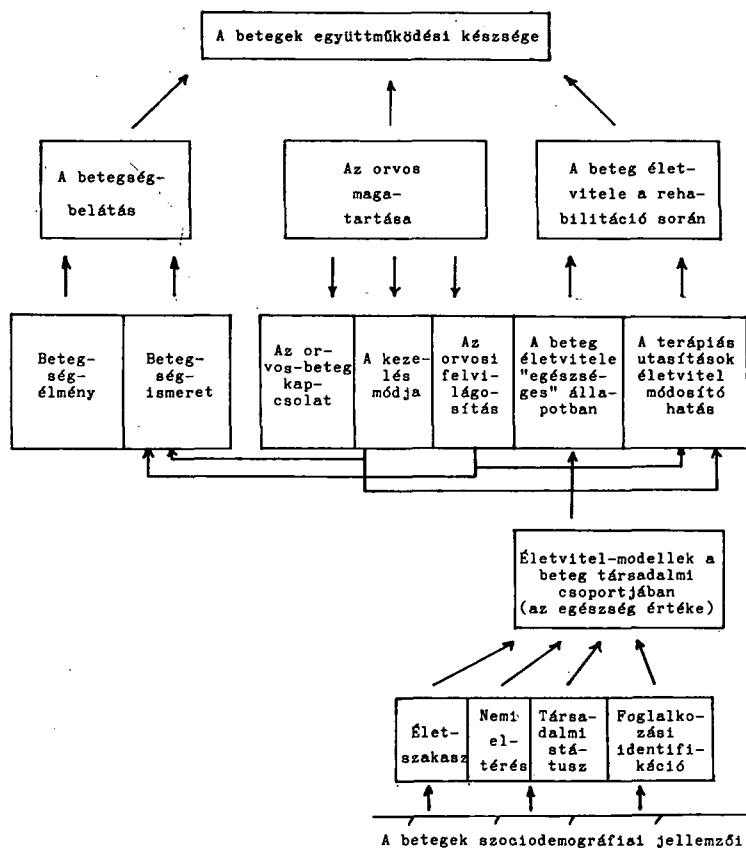 A betegek együttműködési készsége
A betegség-
belátás
Az orvos
maga-
tartása
A beteg élet-
vitele a reha-
bilitáció során
Beteg-
ség-
élmény
Beteg-
ség-
ismeret
Az or-
vos-beteg
kap-
csolat
A keze-
lés
módja
Az
orvosi
felvi-
lágo-
sítás
A beteg
életvitele
"egészsé-
ges" álla-
potban
A terápiás
utasítások
életvitel
módosító
hatás
Életvitel-modellek a
beteg társadalmi
csoportjában
(az egészség értéke)
Élet-
szakasz
Nemi
el-
térés
Társa-
dalmi
stá-
tusz
Foglalko-
zási
identifi-
káció
A betegek szociodemográfiai jellemzői